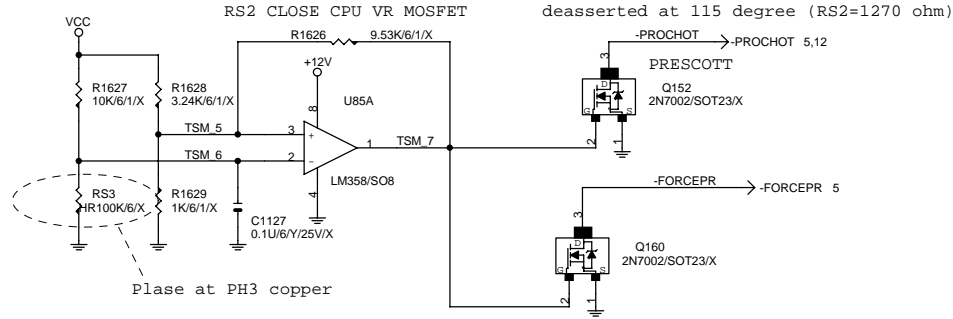 RS2 CLOSE CPU VR MOSFET
deasserted at 115 degree (RS2=1270 ohm)
VCC
R1626
9.53K/6/1/X
+12V
-PROCHOT
-PROCHOT 5,12
PRESCOTT
3
D
G
S
2
1
Q152
2N7002/SOT23/X
R1627
10K/6/1/X
R1628
3.24K/6/1/X
8
U85A
TSM_5
3
+
1
TSM_7
TSM_6
2
-
4
LM358/SO8
RS3
HR100K/6/X
R1629
1K/6/1/X
C1127
0.1U/6/Y/25V/X
-FORCEPR
-FORCEPR 5
3
D
G
S
2
1
Q160
2N7002/SOT23/X
Plase at PH3 copper